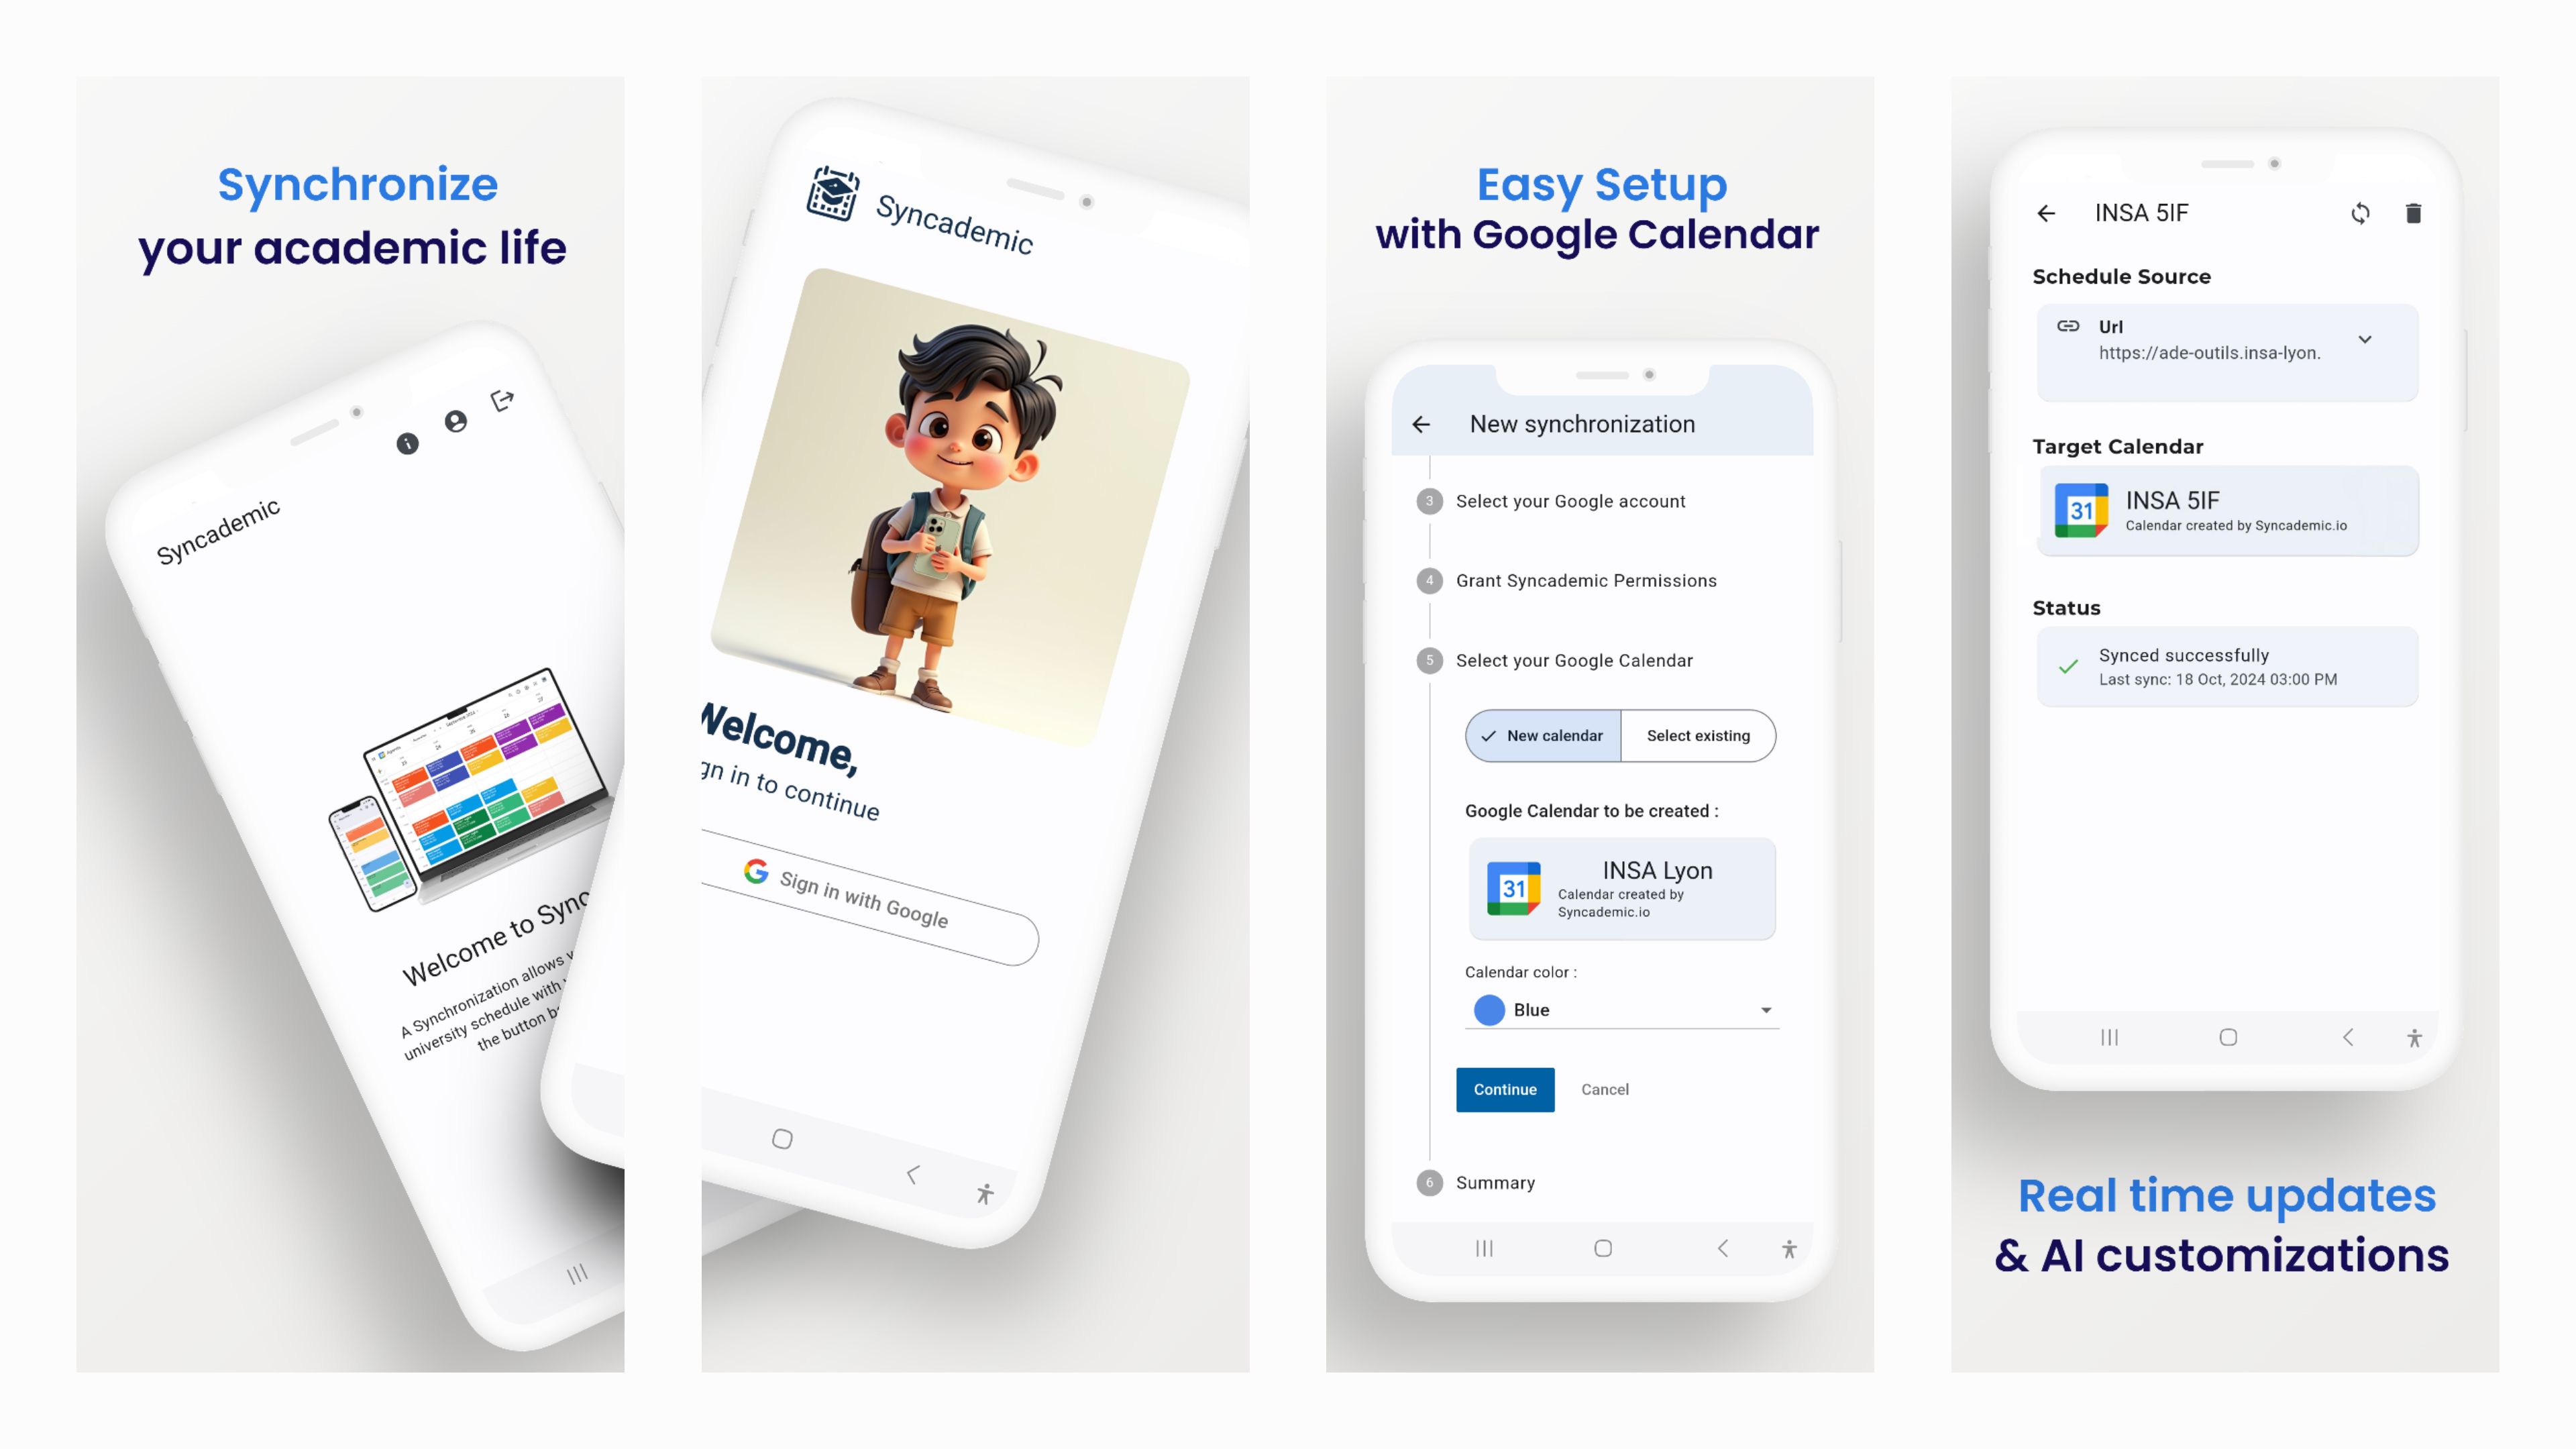 Synchronize
your academic life
Syncademic
Welcome to Sync
A Synchronization allows
university schedule with
the button
Syncademic
Welcome,
gn in to continue
Sign in with Google
Easy Setup
with Google Calendar
New synchronization
3 Select your Google account
4 Grant Syncademic Permissions
5 Select your Google Calendar
New calendar
Select existing
Google Calendar to be created :
31
INSA Lyon
Calendar created by
Syncademic.io
Calendar color :
Blue
Continue
Cancel
6 Summary
INSA 5IF
Schedule Source
Url
https://ade-outils.insa-lyon.
Target Calendar
31
INSA 5IF
Calendar created by Syncademic.io
Status
Synced successfully
Last sync: 18 Oct, 2024 03:00 PM
Real time updates
& AI customizations